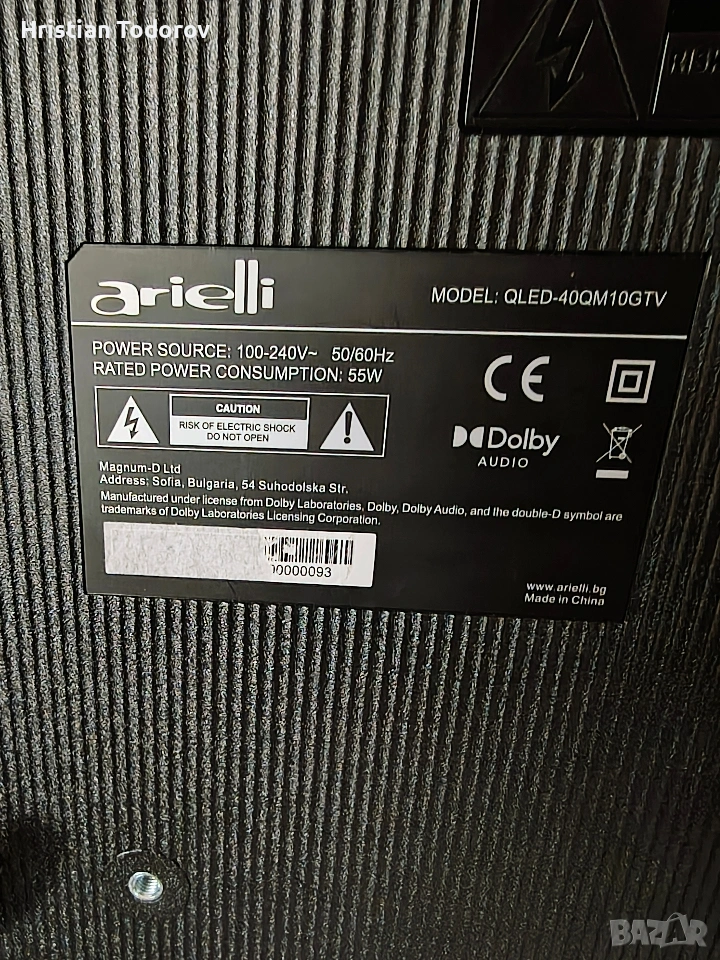 Hristian Todorov
arielli
MODEL: QLED-40QM10GTV
POWER SOURCE: 100-240V~ 50/60Hz
RATED POWER CONSUMPTION: 55W
CAUTION
RISK OF ELECTRIC SHOCK
DO NOT OPEN
CE
Dolby
AUDIO
Magnum-D Ltd
Address: Sofia, Bulgaria, 54 Suhodolska Str.
Manufactured under license from Dolby Laboratories, Dolby, Dolby Audio, and the double-D symbol are
trademarks of Dolby Laboratories Licensing Corporation.
00000093
www.arielli.bg
Made in China
BAZAR